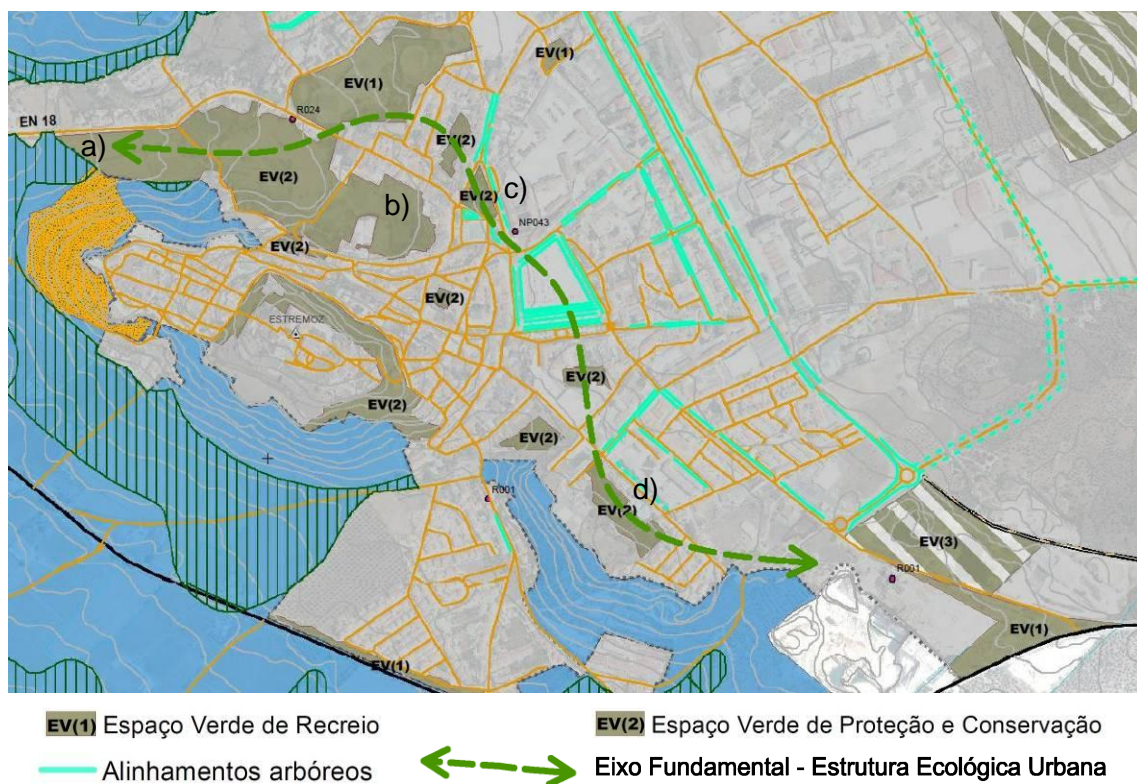 EV(1)
EV(1)
R024
EN 18
a)
EV(2)
EV(2)
b)
EV(2)
c)
NP043
EV(2)
EV(2)
ESTREMOZ
EV(2)
EV(2)
EV(2)
R001
d)
EV(2)
EV(3)
R001
EV(1)
EV(1)
EV(1) Espaço Verde de Recreio
EV(2) Espaço Verde de Proteção e Conservação
Alinhamentos arbóreos
Eixo Fundamental - Estrutura Ecológica Urbana